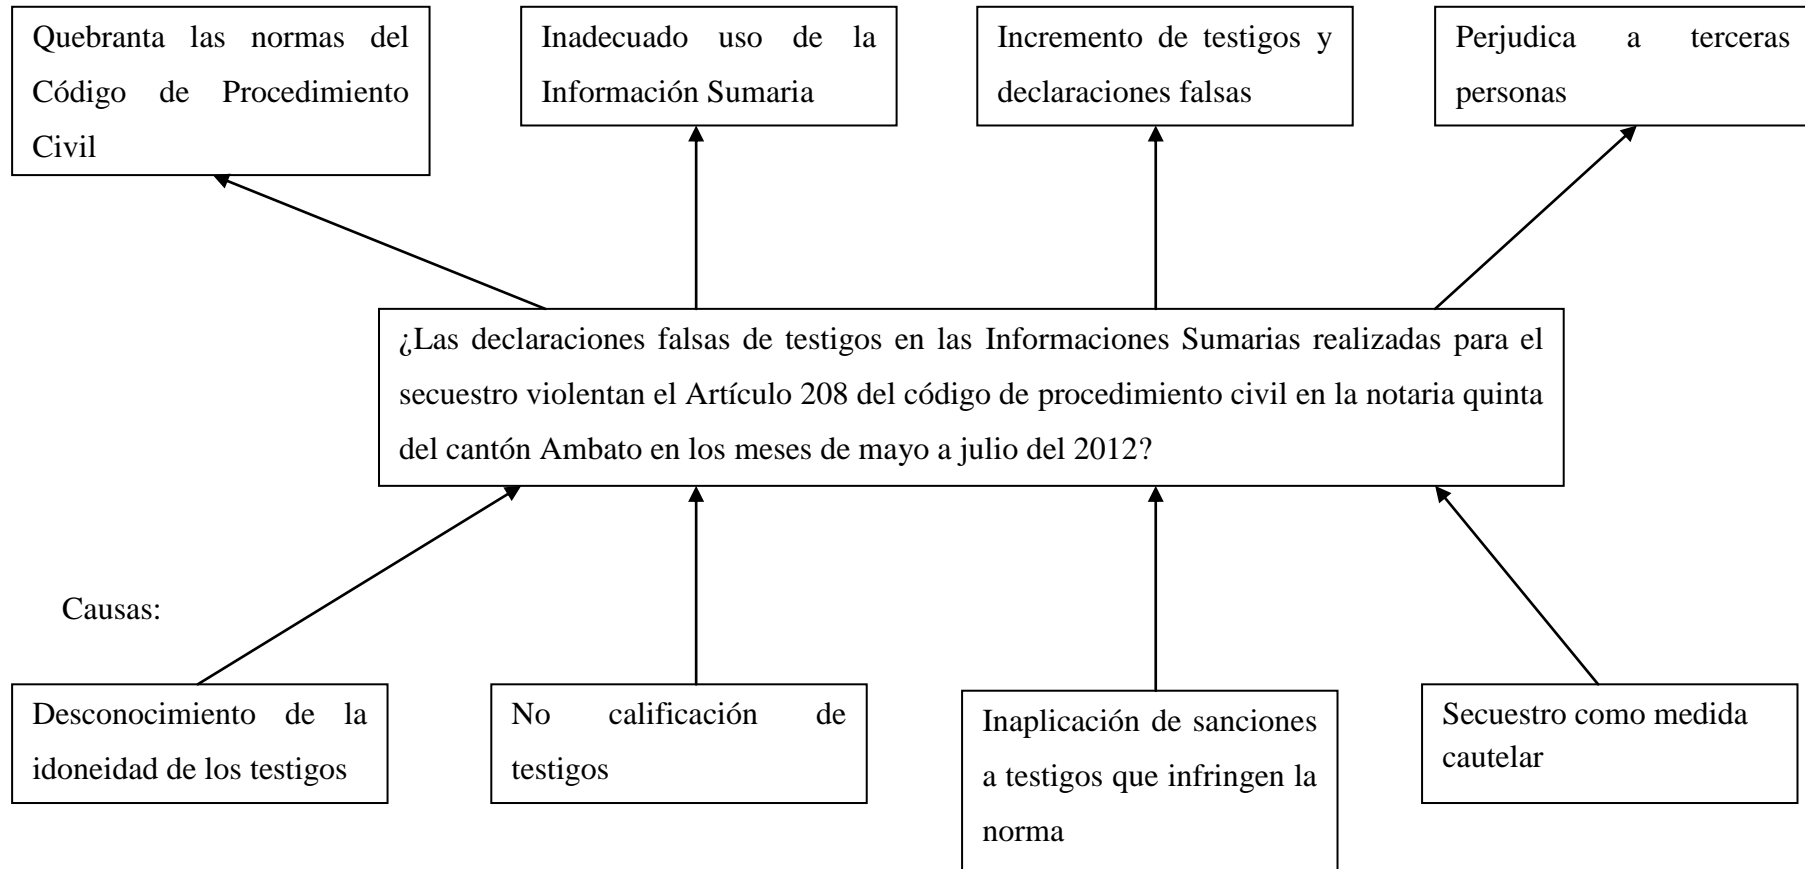 Quebranta las normas del
Código de Procedimiento
Civil
Inadecuado uso de la
Información Sumaria
Incremento de testigos y
declaraciones falsas
Perjudica a terceras
personas
¿Las declaraciones falsas de testigos en las Informaciones Sumarias realizadas para el
secuestro violentan el Artículo 208 del código de procedimiento civil en la notaria quinta
del cantón Ambato en los meses de mayo a julio del 2012?
Causas:
Desconocimiento de la
idoneidad de los testigos
No calificación de
testigos
Inaplicación de sanciones
a testigos que infringen la
norma
Secuestro como medida
cautelar